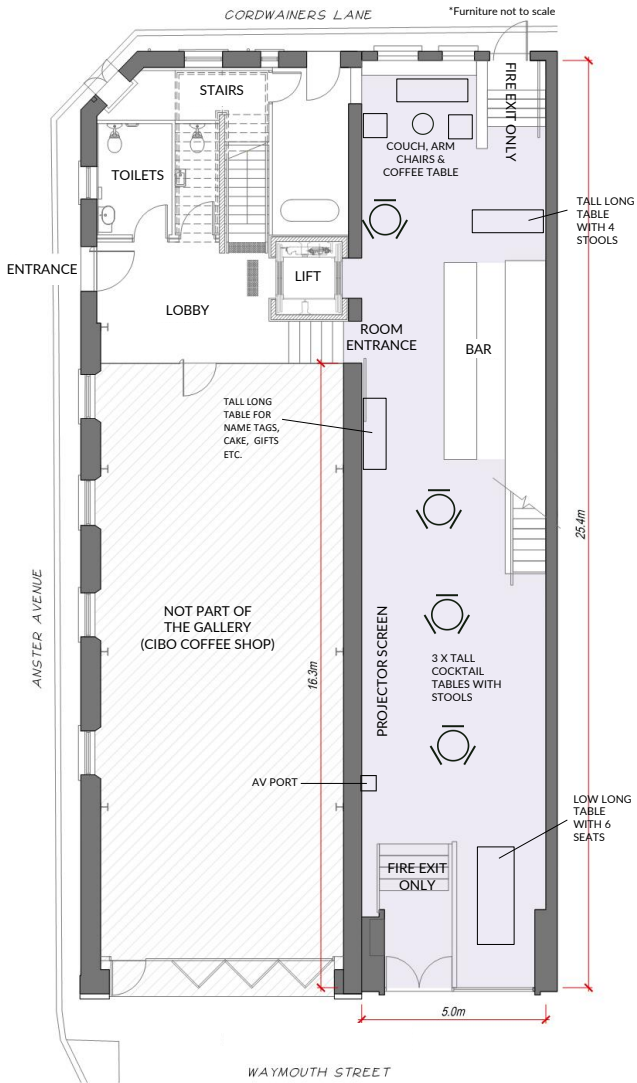 CORDWAINERS LANE
*Furniture not to scale
STAIRS
FIRE EXIT ONLY
COUCH, ARM
CHAIRS &
COFFEE TABLE
TOILETS
TALL LONG
TABLE
WITH 4
STOOLS
ENTRANCE
LIFT
LOBBY
ROOM
ENTRANCE
BAR
TALL LONG
TABLE FOR
NAME TAGS,
CAKE, GIFTS
ETC.
25.4m
ANSTER AVENUE
NOT PART OF
THE GALLERY
(CIBO COFFEE SHOP)
16.3m
PROJECTOR SCREEN
3 X TALL
COCKTAIL
TABLES WITH
STOOLS
AV PORT
LOW LONG
TABLE
WITH 6
SEATS
FIRE EXIT
ONLY
5.0m
WAYMOUTH STREET